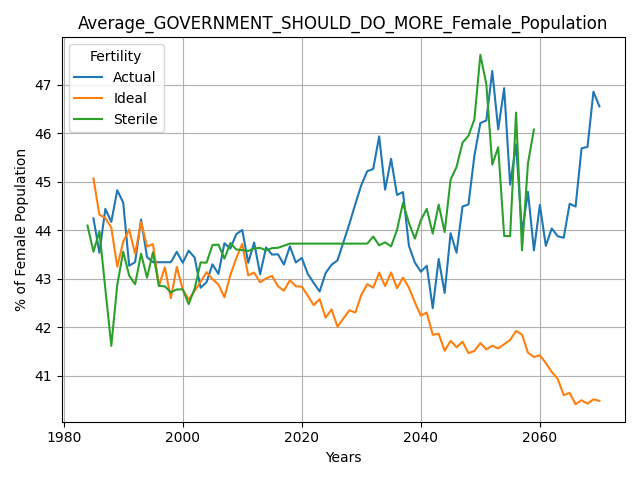 Average_GOVERNMENT_SHOULD_DO_MORE_Female_Population
Fertility
Actual
Ideal
Sterile
% of Female Population
47
46
45
44
43
42
41
1980
2000
2020
2040
2060
Years